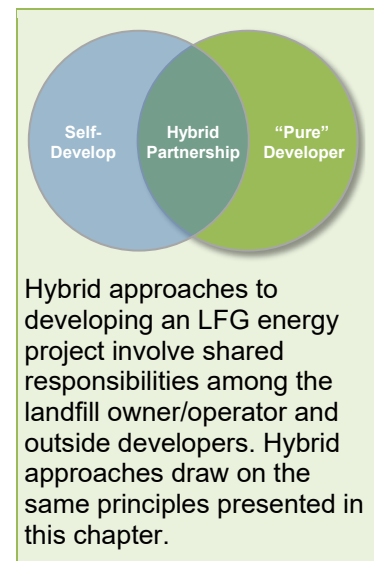 Self- Hybrid “Pure”
Develop Partnership Developer
Hybrid approaches to
developing an LFG energy
project involve shared
responsibilities among the
landfill owner/operator and
outside developers. Hybrid
approaches draw on the
same principles presented in
this chapter.